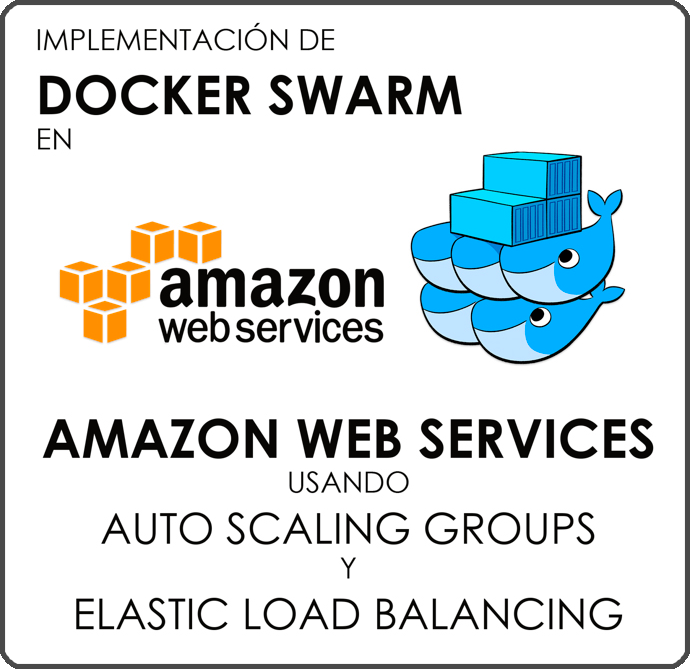 IMPLEMENTACIÓN DE
DOCKER SWARM
EN
amazon
web services
AMAZON WEB SERVICES
USANDO
AUTO SCALING GROUPS
Y
ELASTIC LOAD BALANCING